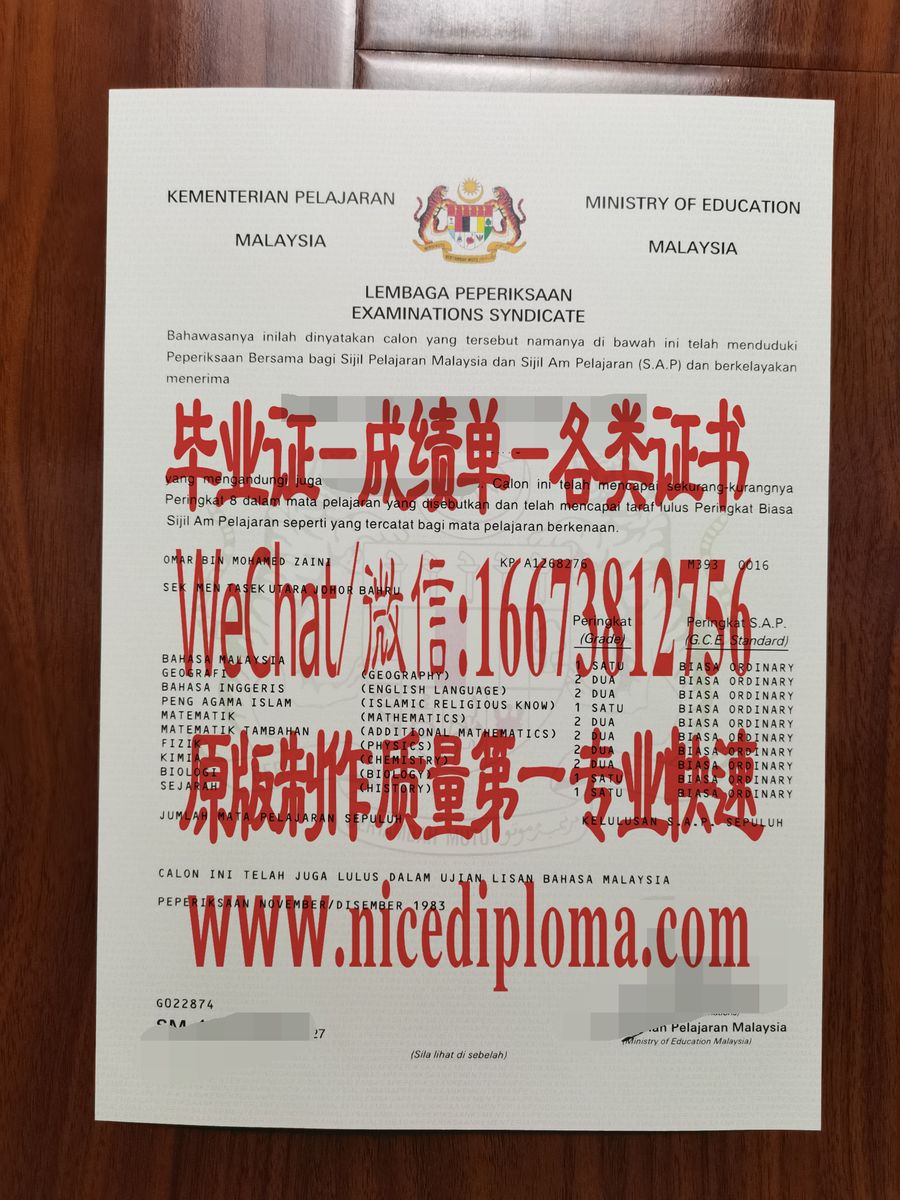 KEMENTERIAN PELAJARAN
MALAYSIA
MINISTRY OF EDUCATION
MALAYSIA
LEMBAGA PEPERIKSAAN
EXAMINATIONS SYNDICATE
Bahawasanya inilah dinyatakan calon yang tersebut namanya di bawah ini telah menduduki
Peperiksaan Bersama bagi Sijil Pelajaran Malaysia dan Sijil Am Pelajaran (S.A.P) dan berkelayakan
menerima
毕业证一成绩单一各类证书
yang mengandungi juga . Calon ini telah mencapai sekurang-kurangnya
Peringkat 8 dalam mata pelajaran yang disebutkan dan telah mencapai taraf lulus Peringkat Biasa
Sijil Am Pelajaran seperti yang tercatat bagi mata pelajaran berkenaan.
OMAR BIN MOHAMED ZAINI KP A1268276 M393 0016
SEK MEN TASEK UTARA JOHOR BAHRU
WeChat/微信:16673812756
Peringkat Peringkat S.A.P.
(Grade) (G.C.E. Standard)
BAHASA MALAYSIA 1 SATU BIASA ORDINARY
GEOGRAFI (GEOGRAPHY) 2 DUA BIASA ORDINARY
BAHASA INGGERIS (ENGLISH LANGUAGE) 2 DUA BIASA ORDINARY
PENG AGAMA ISLAM (ISLAMIC RELIGIOUS KNOW) 1 SATU BIASA ORDINARY
MATEMATIK (MATHEMATICS) 2 DUA BIASA ORDINARY
MATEMATIK TAMBAHAN (ADDITIONAL MATHEMATICS) 2 DUA BIASA ORDINARY
FIZIK (PHYSICS) 2 DUA BIASA ORDINARY
KIMIA (CHEMISTRY) 2 DUA BIASA ORDINARY
BIOLOGI (BIOLOGY) 1 SATU BIASA ORDINARY
SEJARAH (HISTORY) 1 SATU BIASA ORDINARY
原版制作质量第一专业快速
JUMLAH MATA PELAJARAN SEPULUH KELULUSAN S.A.P. SEPULUH
CALON INI TELAH JUGA LULUS DALAM UJIAN LISAN BAHASA MALAYSIA
PEPERIKSAAN NOVEMBER/DISEMBER 1983
www.nicediploma.com
G022874
27
Pelajaran Malaysia
(Ministry of Education Malaysia)
(Sila lihat di sebelah)